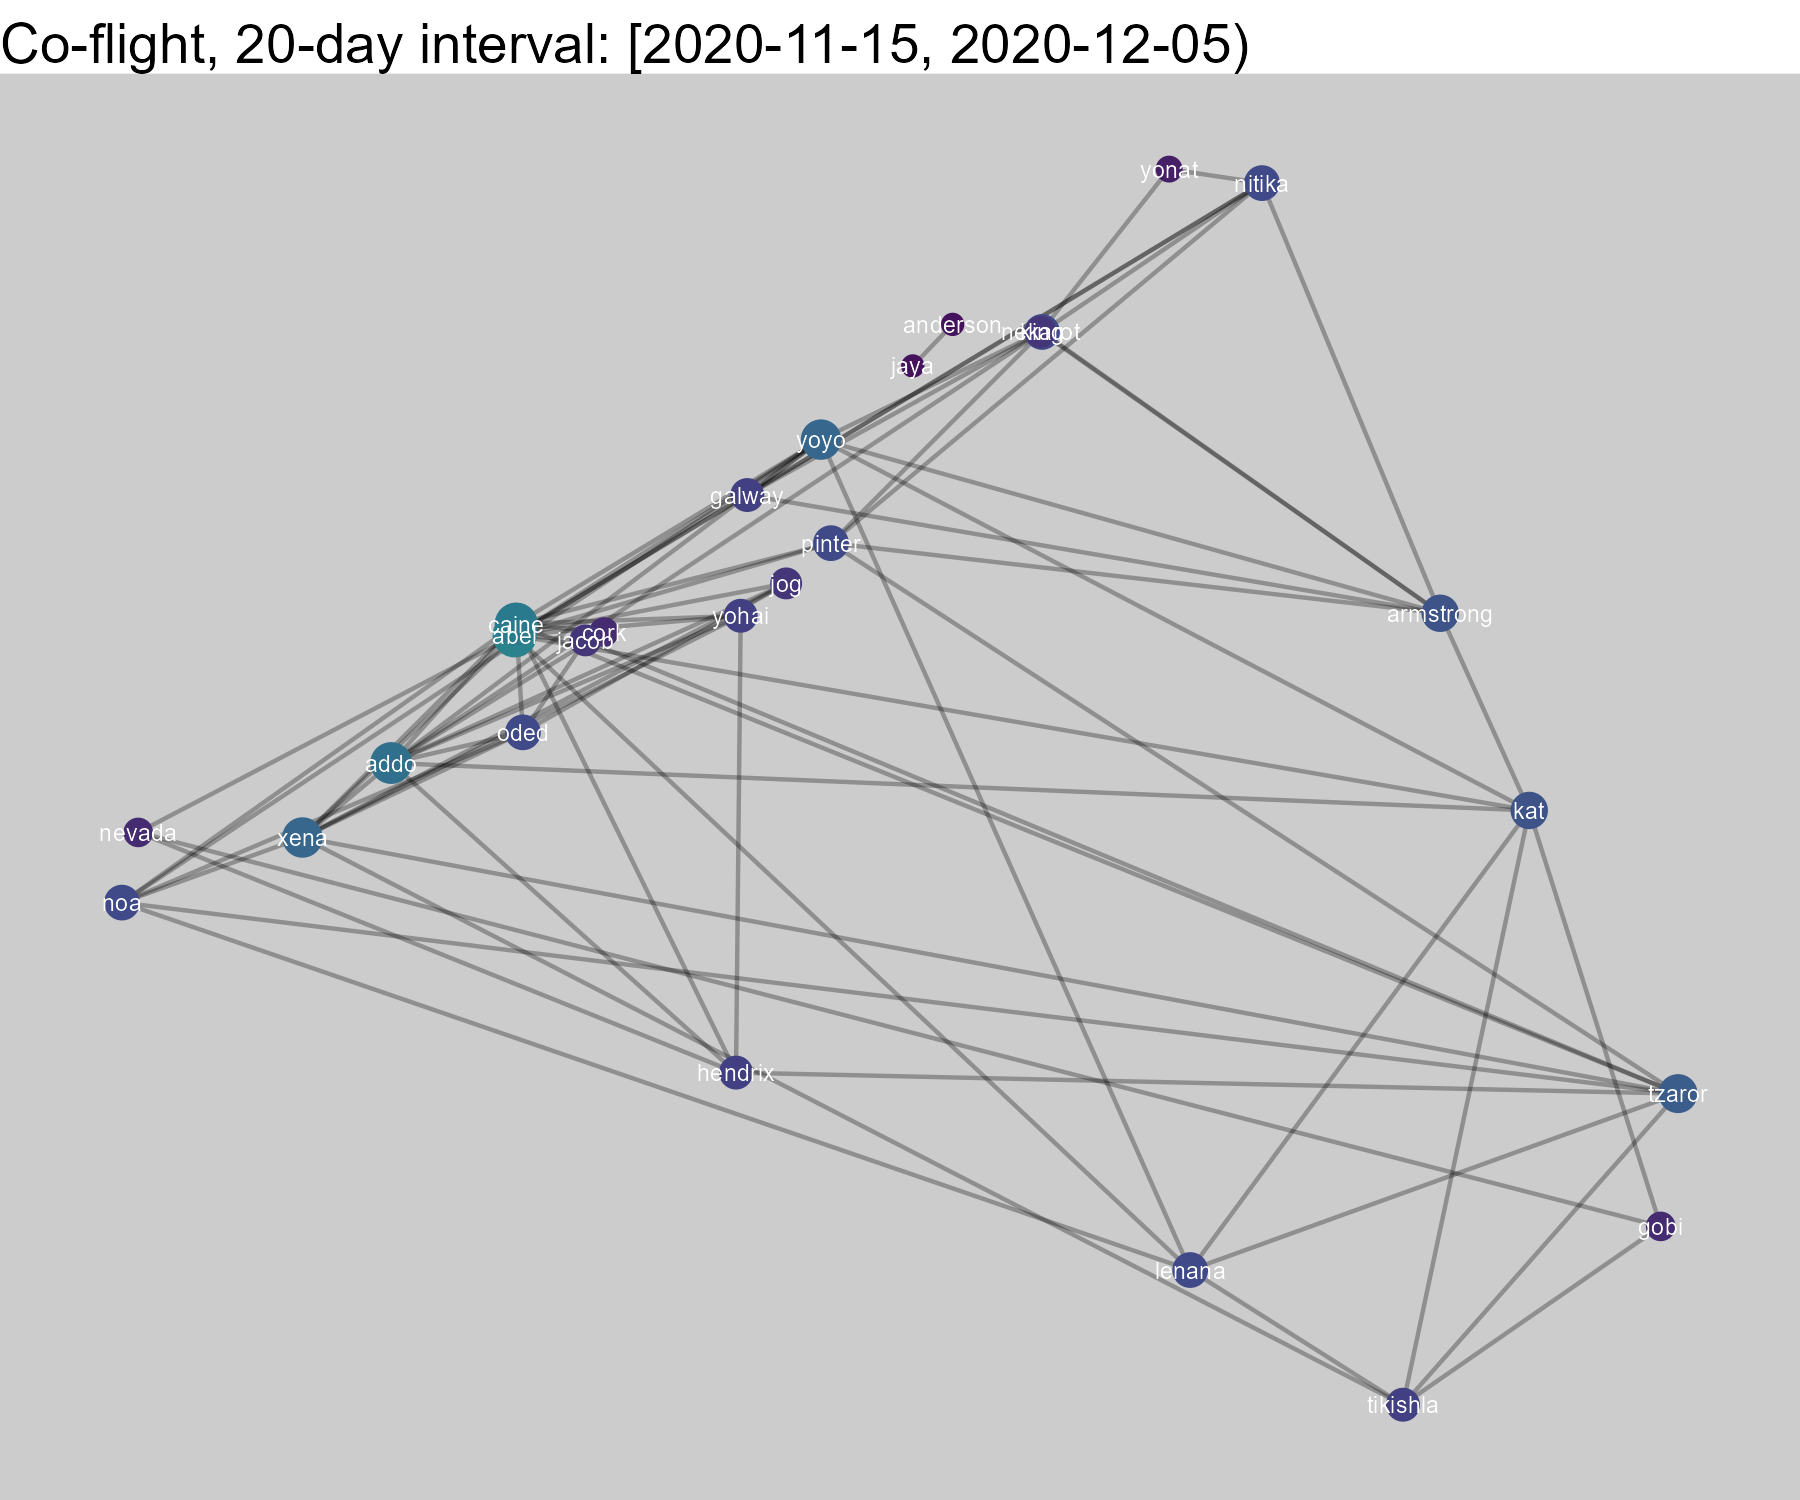 Co-flight, 20-day interval: [2020-11-15, 2020-12-05)
yonat
nitika
anderson
jaya
yoyo
galway
pinter
jog
yohai
armstrong
caine
abel
cork
jacob
oded
addo
kat
nevada
xena
noa
hendrix
tzaror
gobi
lenana
tikishla